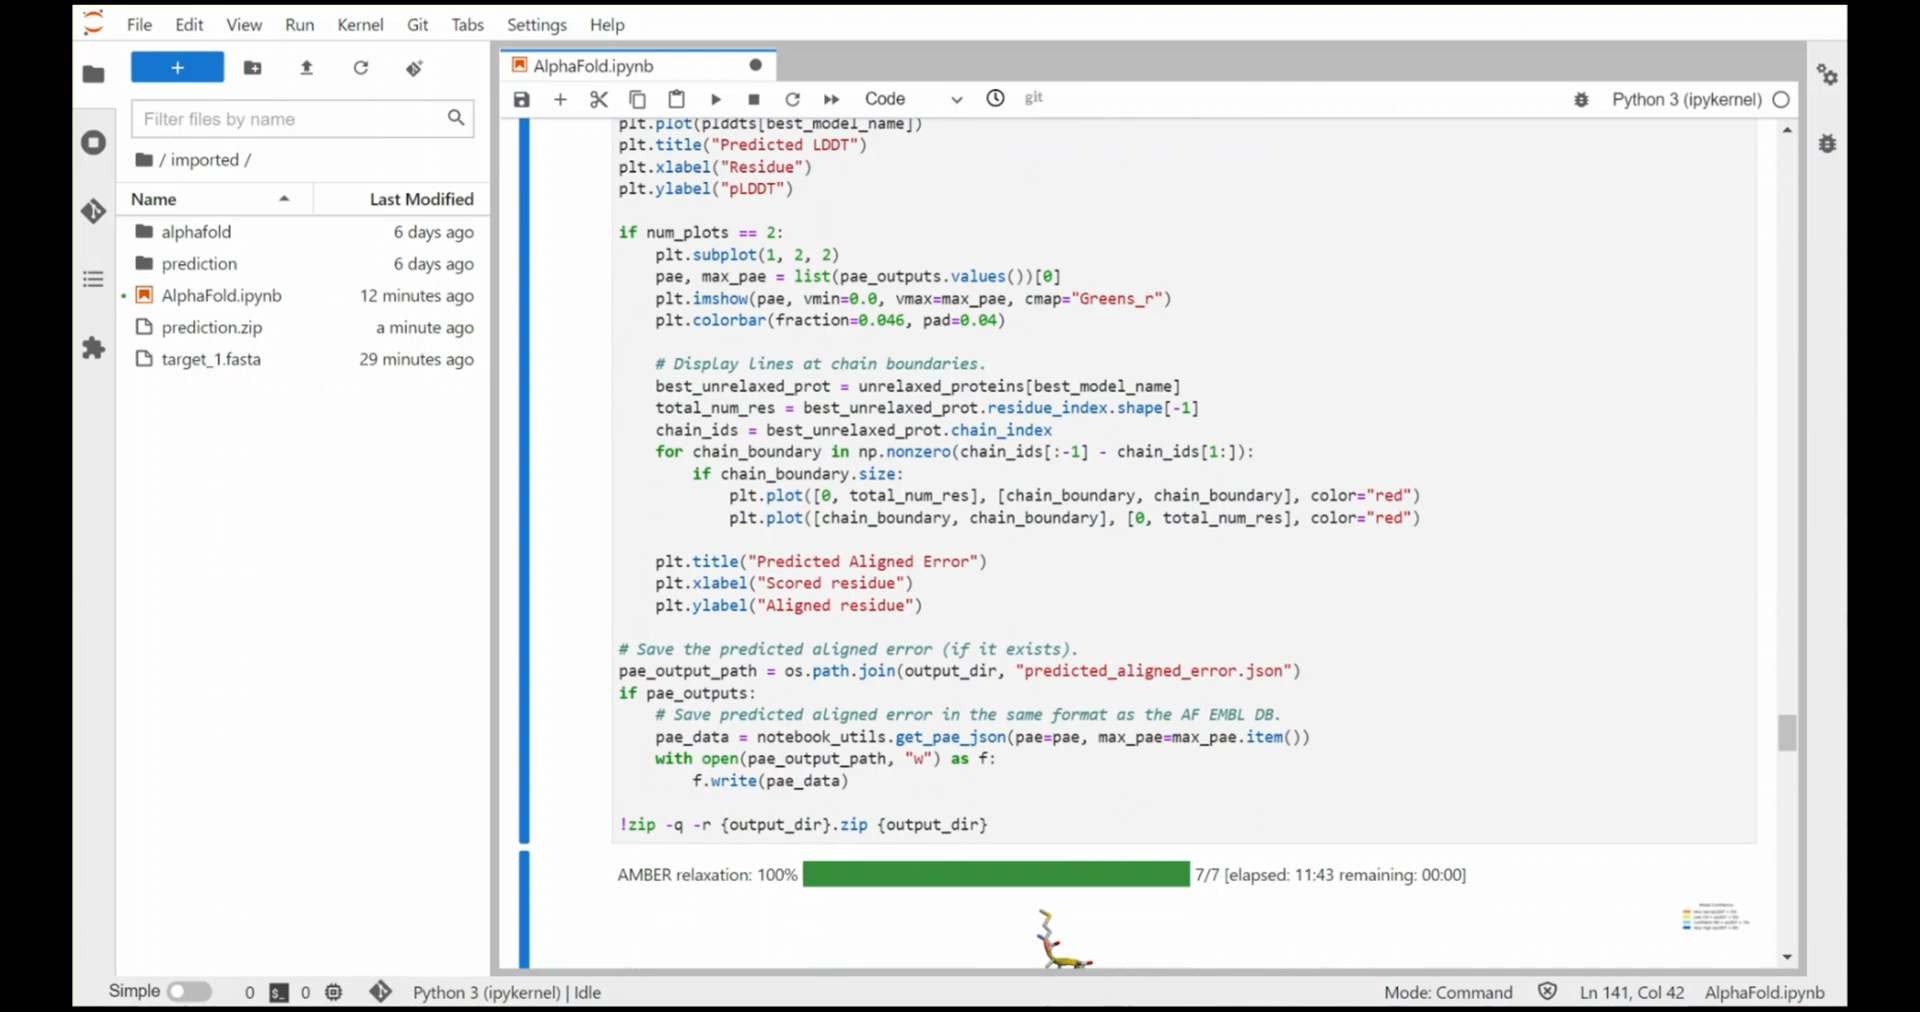 File Edit View Run Kernel Git Tabs Settings Help
+
Filter files by name
/ imported /
Name Last Modified
alphafold 6 days ago
prediction 6 days ago
AlphaFold.ipynb 12 minutes ago
prediction.zip a minute ago
target_1.fasta 29 minutes ago
AlphaFold.ipynb
Code git Python 3 (ipykernel)
plt.plot(plddts[best_model_name])
plt.title("Predicted LDDT")
plt.xlabel("Residue")
plt.ylabel("pLDDT")
if num_plots == 2:
    plt.subplot(1, 2, 2)
    pae, max_pae = list(pae_outputs.values())[0]
    plt.imshow(pae, vmin=0.0, vmax=max_pae, cmap="Greens_r")
    plt.colorbar(fraction=0.046, pad=0.04)
    # Display lines at chain boundaries.
    best_unrelaxed_prot = unrelaxed_proteins[best_model_name]
    total_num_res = best_unrelaxed_prot.residue_index.shape[-1]
    chain_ids = best_unrelaxed_prot.chain_index
    for chain_boundary in np.nonzero(chain_ids[:-1] - chain_ids[1:]):
        if chain_boundary.size:
            plt.plot([0, total_num_res], [chain_boundary, chain_boundary], color="red")
            plt.plot([chain_boundary, chain_boundary], [0, total_num_res], color="red")
    plt.title("Predicted Aligned Error")
    plt.xlabel("Scored residue")
    plt.ylabel("Aligned residue")
# Save the predicted aligned error (if it exists).
pae_output_path = os.path.join(output_dir, "predicted_aligned_error.json")
if pae_outputs:
    # Save predicted aligned error in the same format as the AF EMBL DB.
    pae_data = notebook_utils.get_pae_json(pae=pae, max_pae=max_pae.item())
    with open(pae_output_path, "w") as f:
        f.write(pae_data)
!zip -q -r {output_dir}.zip {output_dir}
AMBER relaxation: 100% 7/7 [elapsed: 11:43 remaining: 00:00]
Simple 0 $_ 0 Python 3 (ipykernel) | Idle Mode: Command Ln 141, Col 42 AlphaFold.ipynb